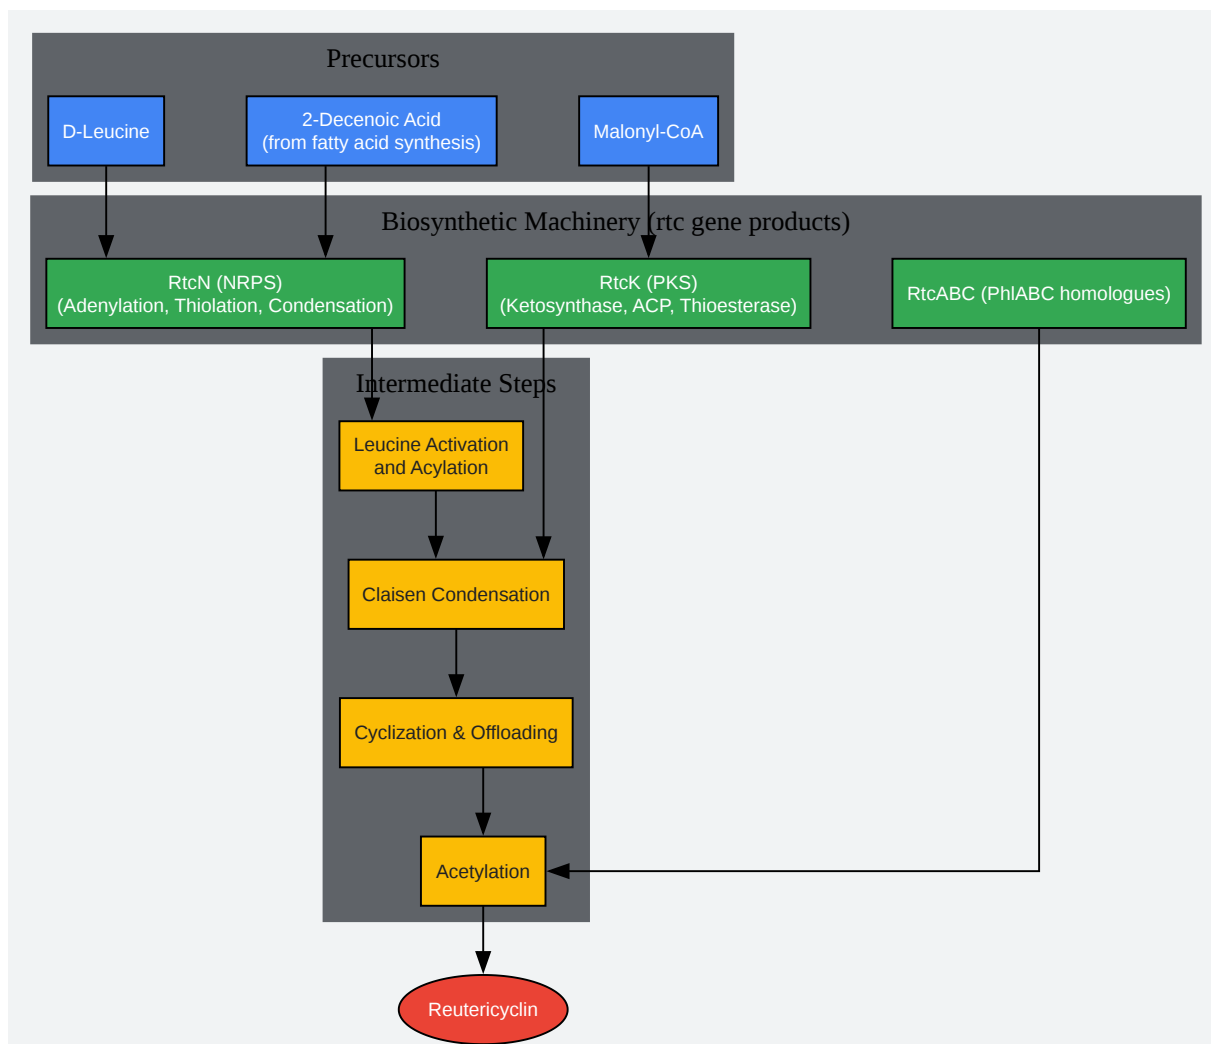 Precursors
D-Leucine
2-Decenoic Acid
(from fatty acid synthesis)
Malonyl-CoA
Biosynthetic Machinery (rtc gene products)
RtcN (NRPS)
(Adenylation, Thiolation, Condensation)
RtcK (PKS)
(Ketosynthase, ACP, Thioesterase)
RtcABC (PhlABC homologues)
Intermediate Steps
Leucine Activation
and Acylation
Claisen Condensation
Cyclization & Offloading
Acetylation
Reutericyclin